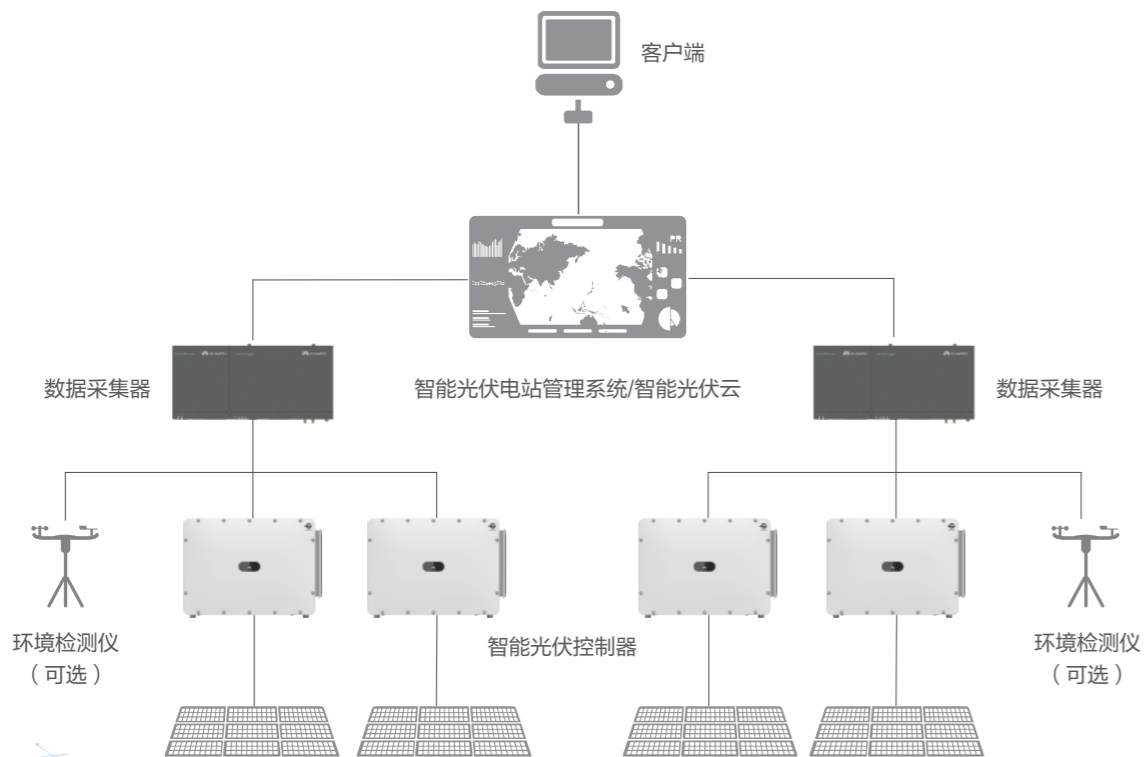 客户端
PR
数据采集器
智能光伏电站管理系统/智能光伏云
数据采集器
环境检测仪
（可选）
智能光伏控制器
环境检测仪
（可选）